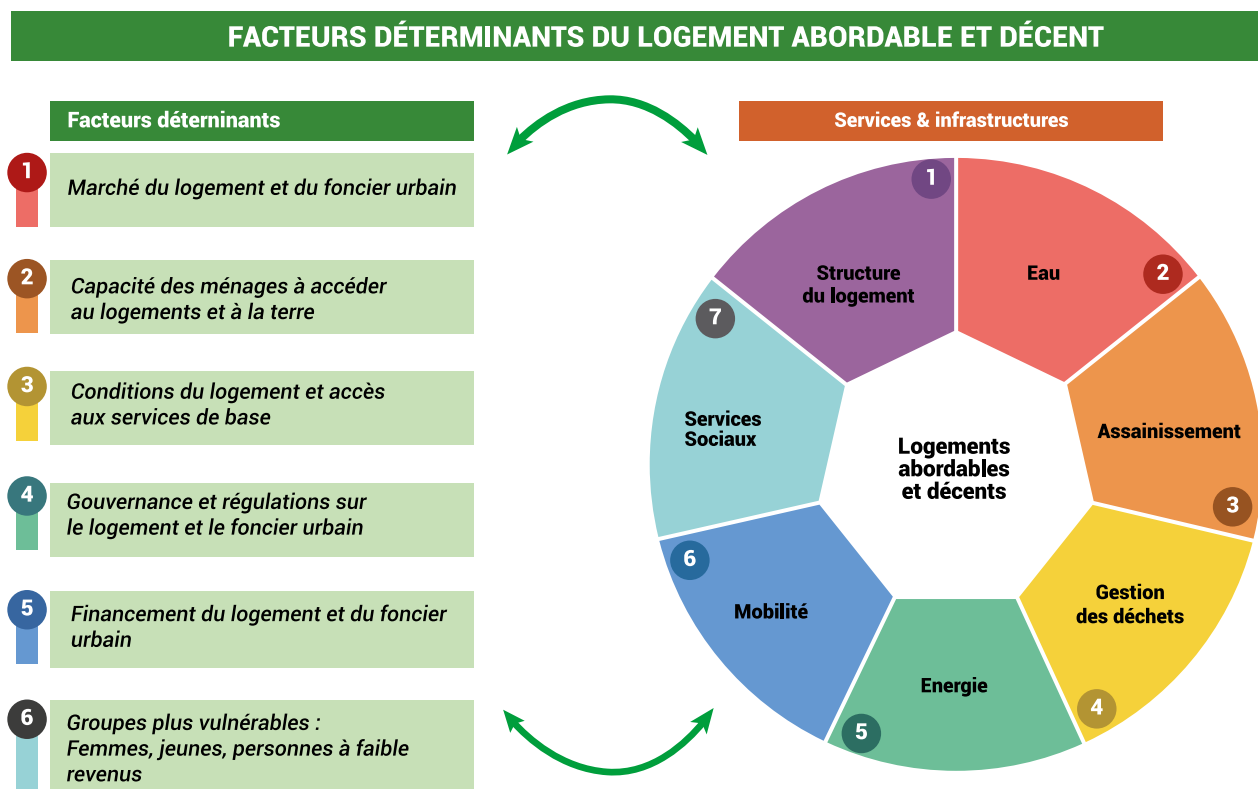 FACTEURS DÉTERMINANTS DU LOGEMENT ABORDABLE ET DÉCENT
Facteurs déterninants
1
Marché du logement et du foncier urbain
2
Capacité des ménages à accéder
au logements et à la terre
3
Conditions du logement et accès
aux services de base
4
Gouvernance et régulations sur
le logement et le foncier urbain
5
Financement du logement et du foncier
urbain
6
Groupes plus vulnérables :
Femmes, jeunes, personnes à faible
revenus
Services & infrastructures
1
Structure
du logement
Eau
2
Assainissement
3
Gestion
des déchets
4
Energie
5
Mobilité
6
Services
Sociaux
7
Logements
abordables
et décents